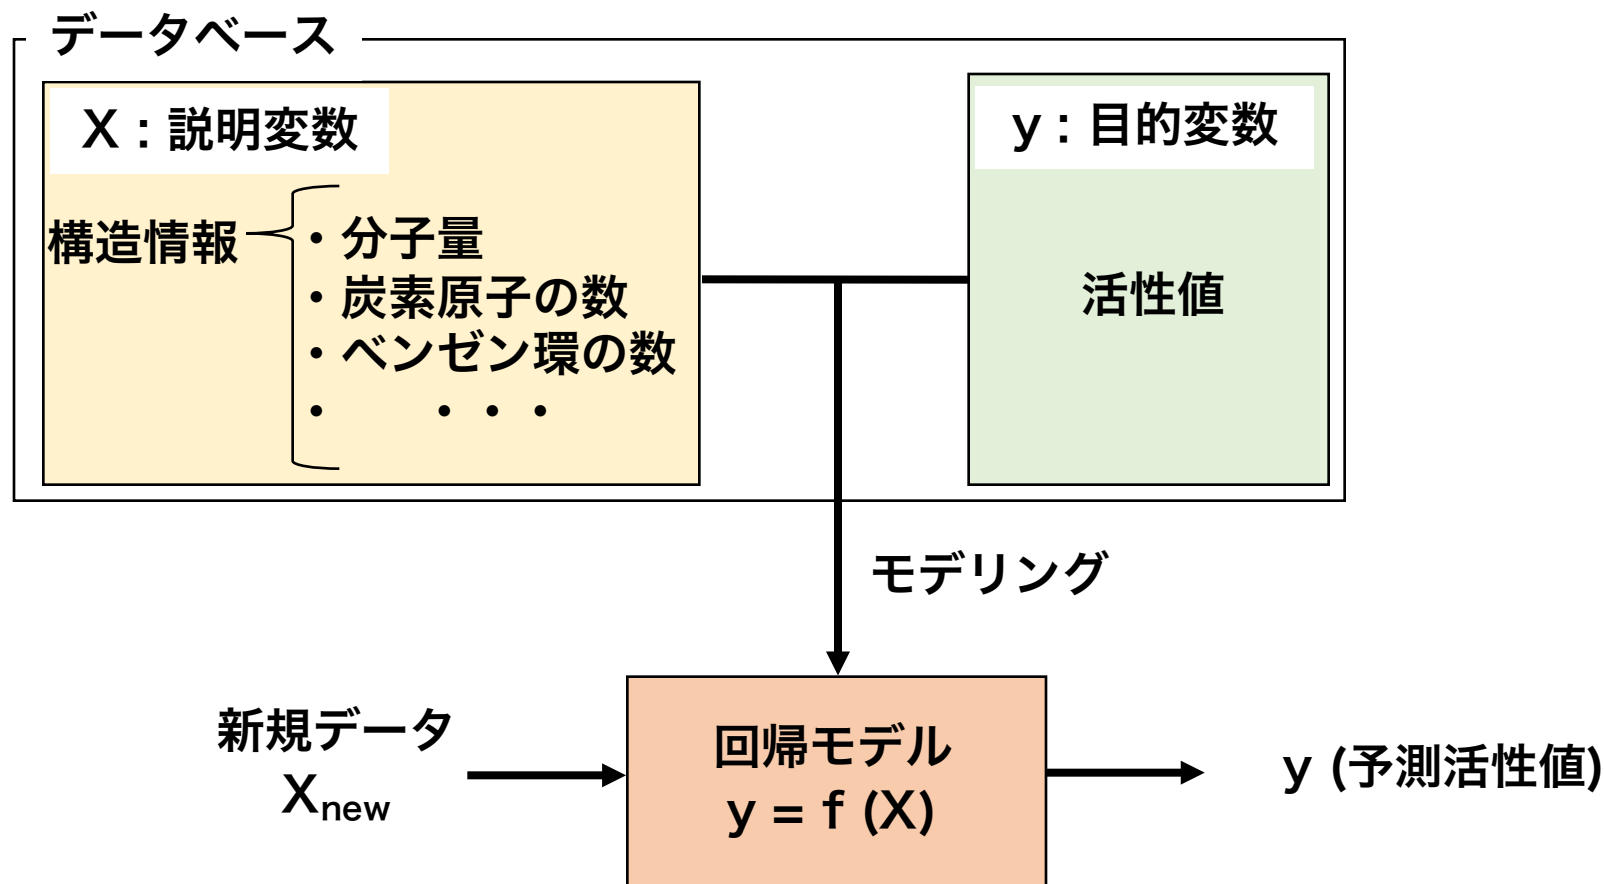 データベース
X：説明変数
y：目的変数
構造情報
・分子量
・炭素原子の数
・ベンゼン環の数
・　・・・
活性値
モデリング
新規データ
Xnew
回帰モデル
y = f (X)
y (予測活性値)